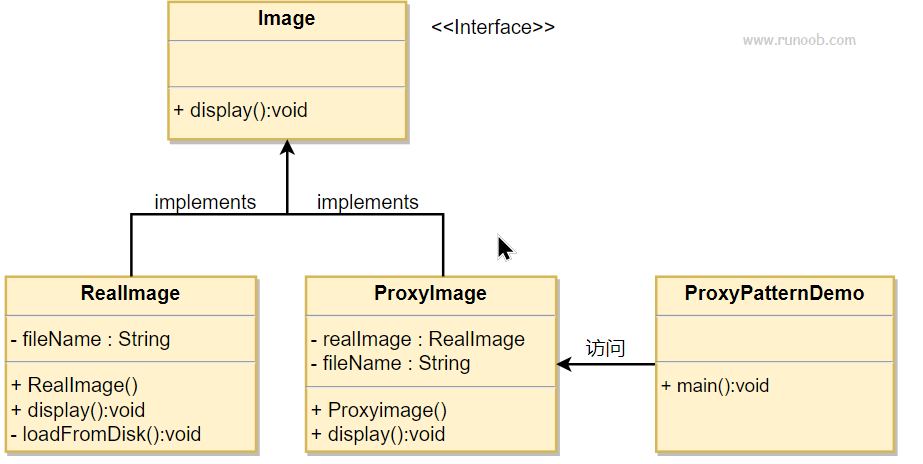 Image
<<Interface>>
www.runoob.com
+ display():void
implements
implements
RealImage
- fileName : String
+ RealImage()
+ display():void
- loadFromDisk():void
ProxyImage
- realImage : RealImage
- fileName : String
+ Proxyimage()
+ display():void
访问
ProxyPatternDemo
+ main():void